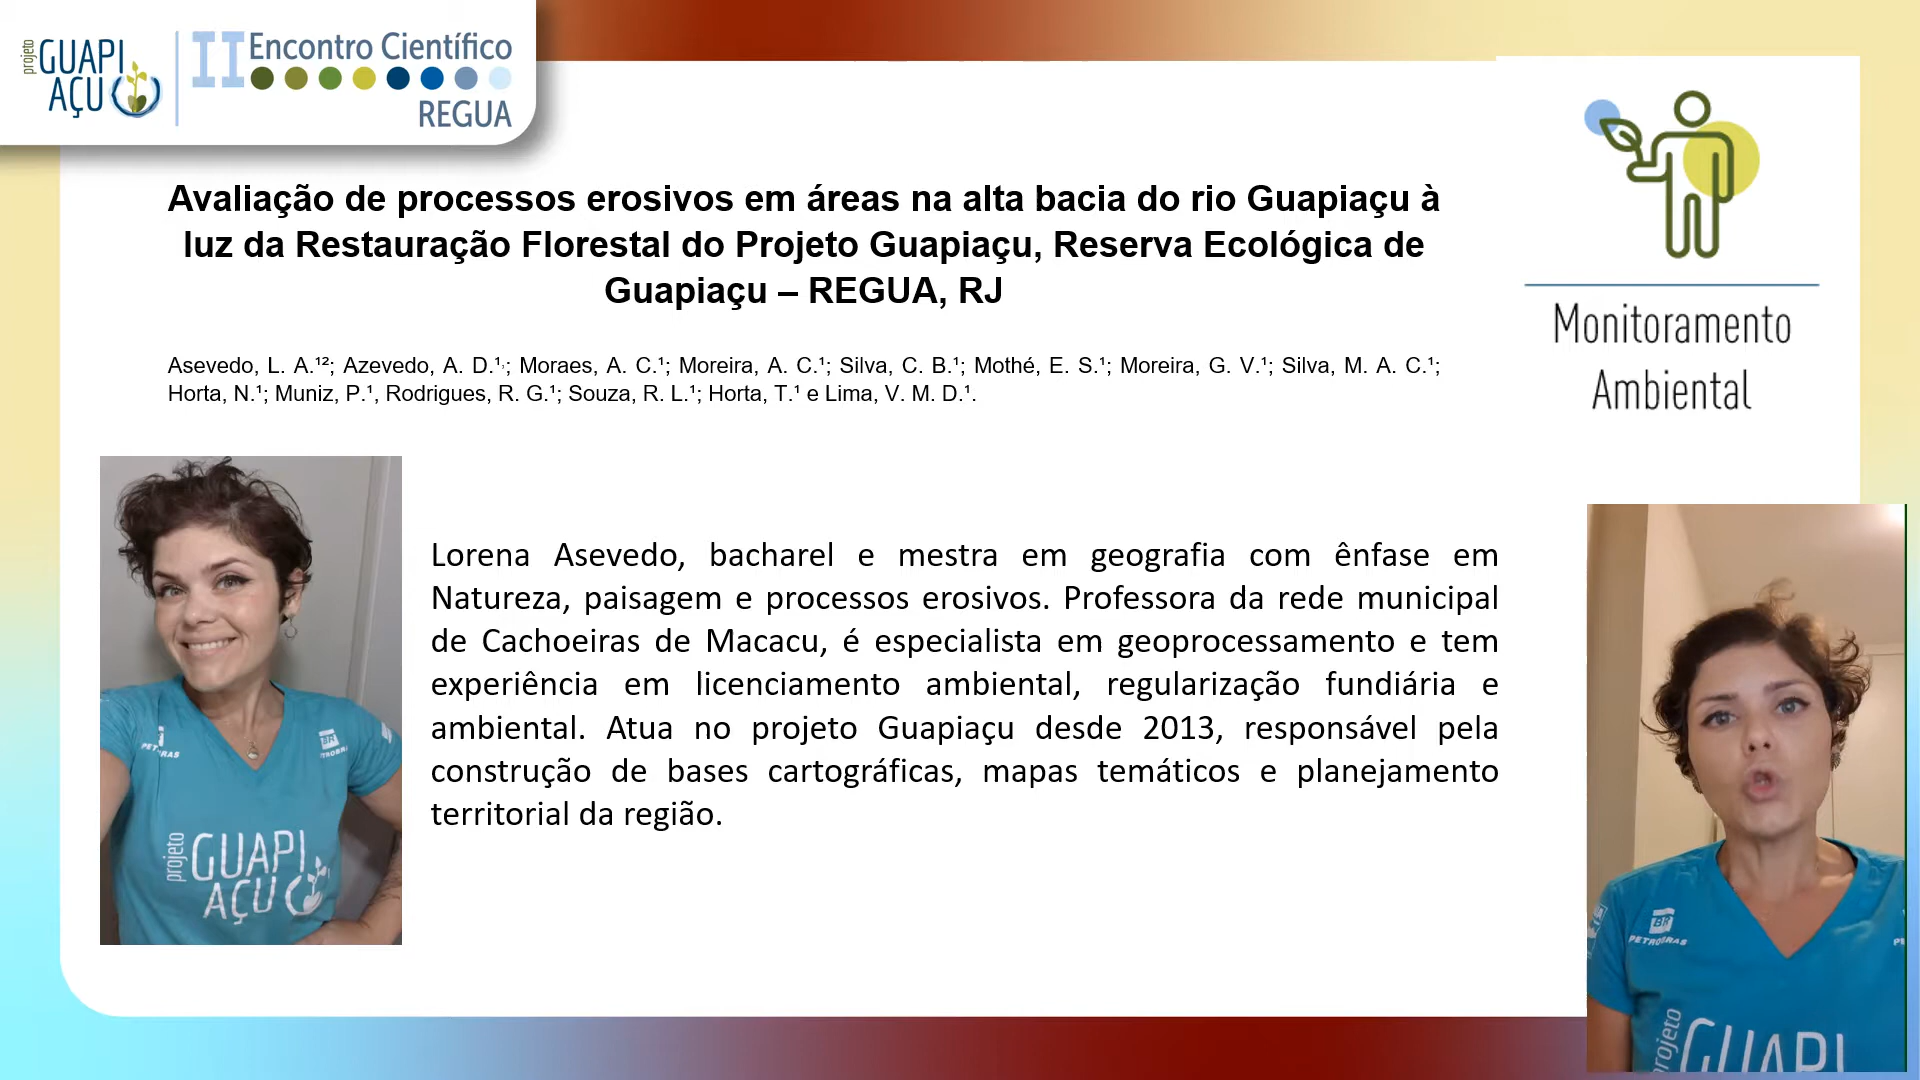 projeto
GUAPI
AÇU
II Encontro Científico
REGUA
Avaliação de processos erosivos em áreas na alta bacia do rio Guapiaçu à
luz da Restauração Florestal do Projeto Guapiaçu, Reserva Ecológica de
Guapiaçu – REGUA, RJ
Asevedo, L. A.¹²; Azevedo, A. D.¹,; Moraes, A. C.¹; Moreira, A. C.¹; Silva, C. B.¹; Mothé, E. S.¹; Moreira, G. V.¹; Silva, M. A. C.¹;
Horta, N.¹; Muniz, P.¹, Rodrigues, R. G.¹; Souza, R. L.¹; Horta, T.¹ e Lima, V. M. D.¹.
Monitoramento
Ambiental
Lorena Asevedo, bacharel e mestra em geografia com ênfase em
Natureza, paisagem e processos erosivos. Professora da rede municipal
de Cachoeiras de Macacu, é especialista em geoprocessamento e tem
experiência em licenciamento ambiental, regularização fundiária e
ambiental. Atua no projeto Guapiaçu desde 2013, responsável pela
construção de bases cartográficas, mapas temáticos e planejamento
territorial da região.
projeto
GUAPI
AÇU
BR
PETROBRAS
projeto
GUAPI